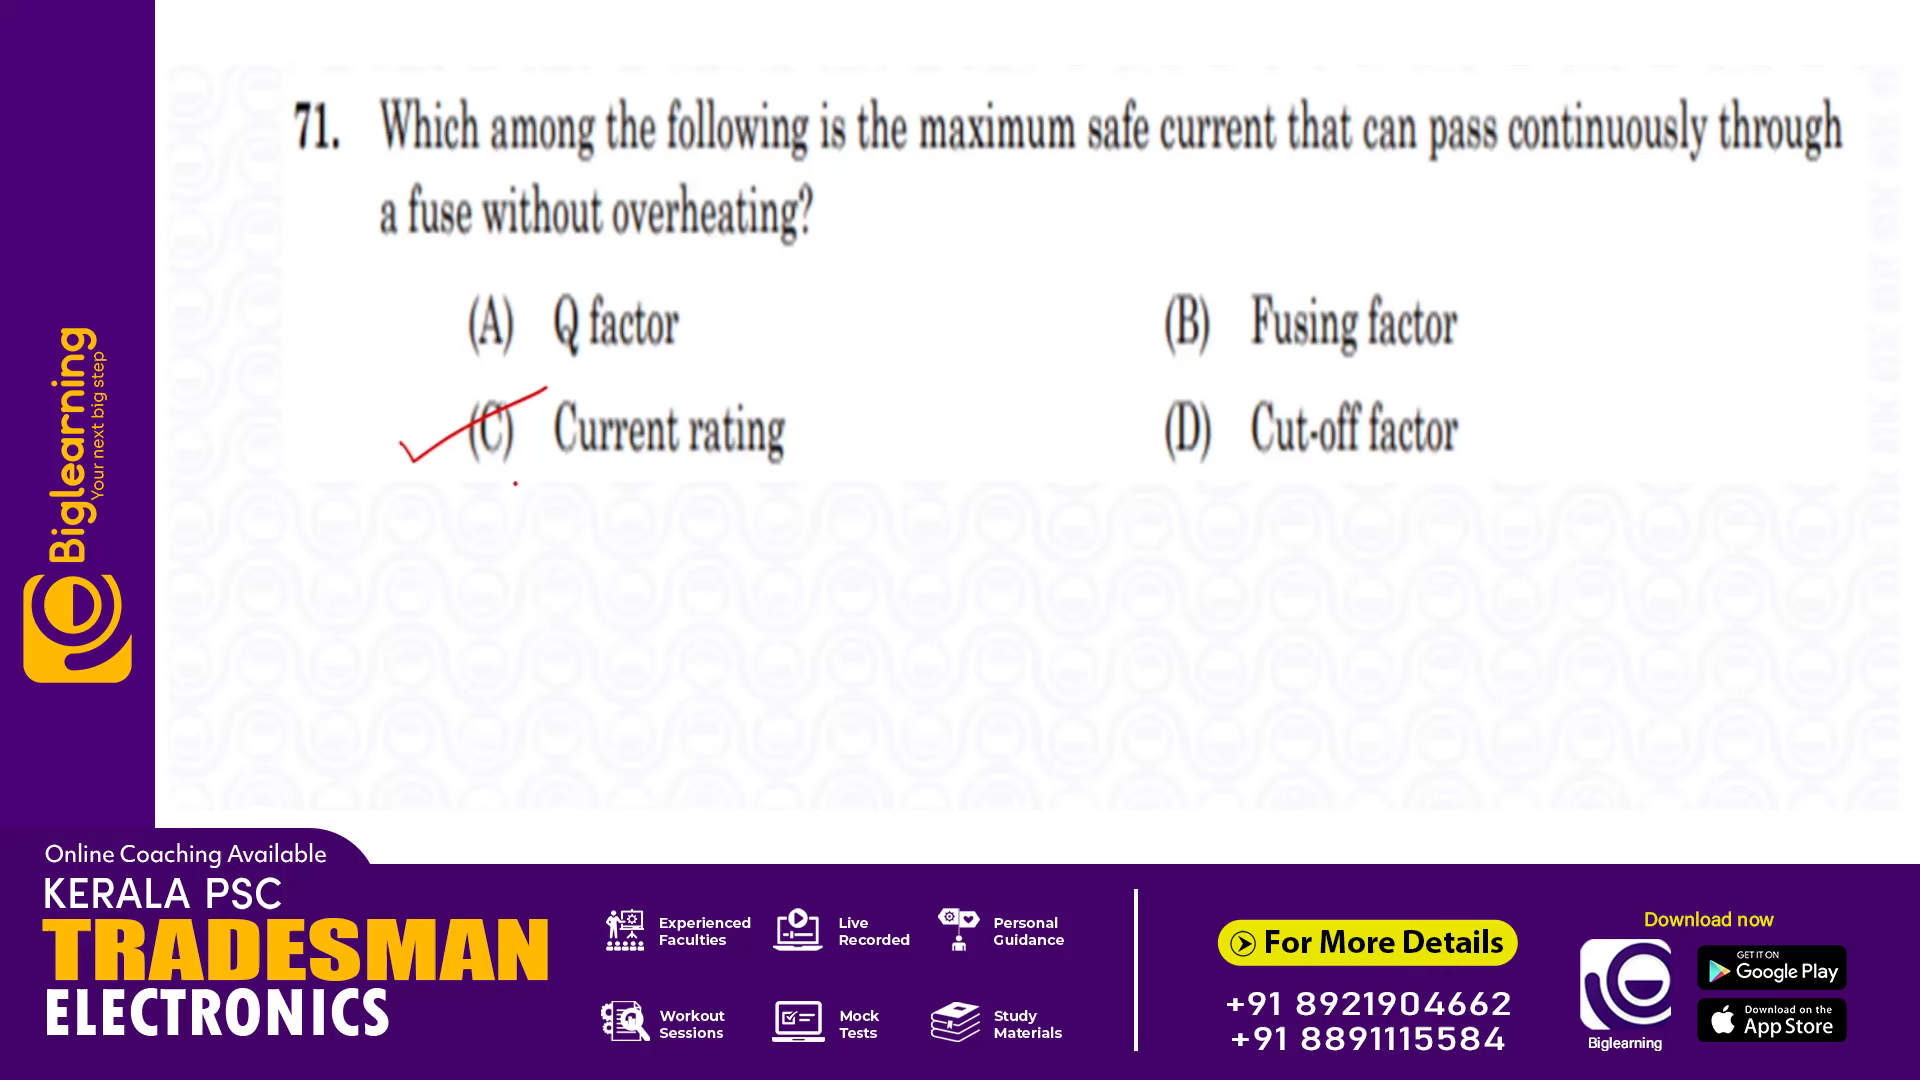 71. Which among the following is the maximum safe current that can pass continuously through
a fuse without overheating?
(A) Q factor
(B) Fusing factor
(C) Current rating
(D) Cut-off factor
Biglearning
Your next big step
Online Coaching Available
KERALA PSC
TRADESMAN
ELECTRONICS
Experienced
Faculties
Live
Recorded
Personal
Guidance
Workout
Sessions
Mock
Tests
Study
Materials
For More Details
+91 8921904662
+91 8891115584
Download now
Biglearning
GET IT ON
Google Play
Download on the
App Store